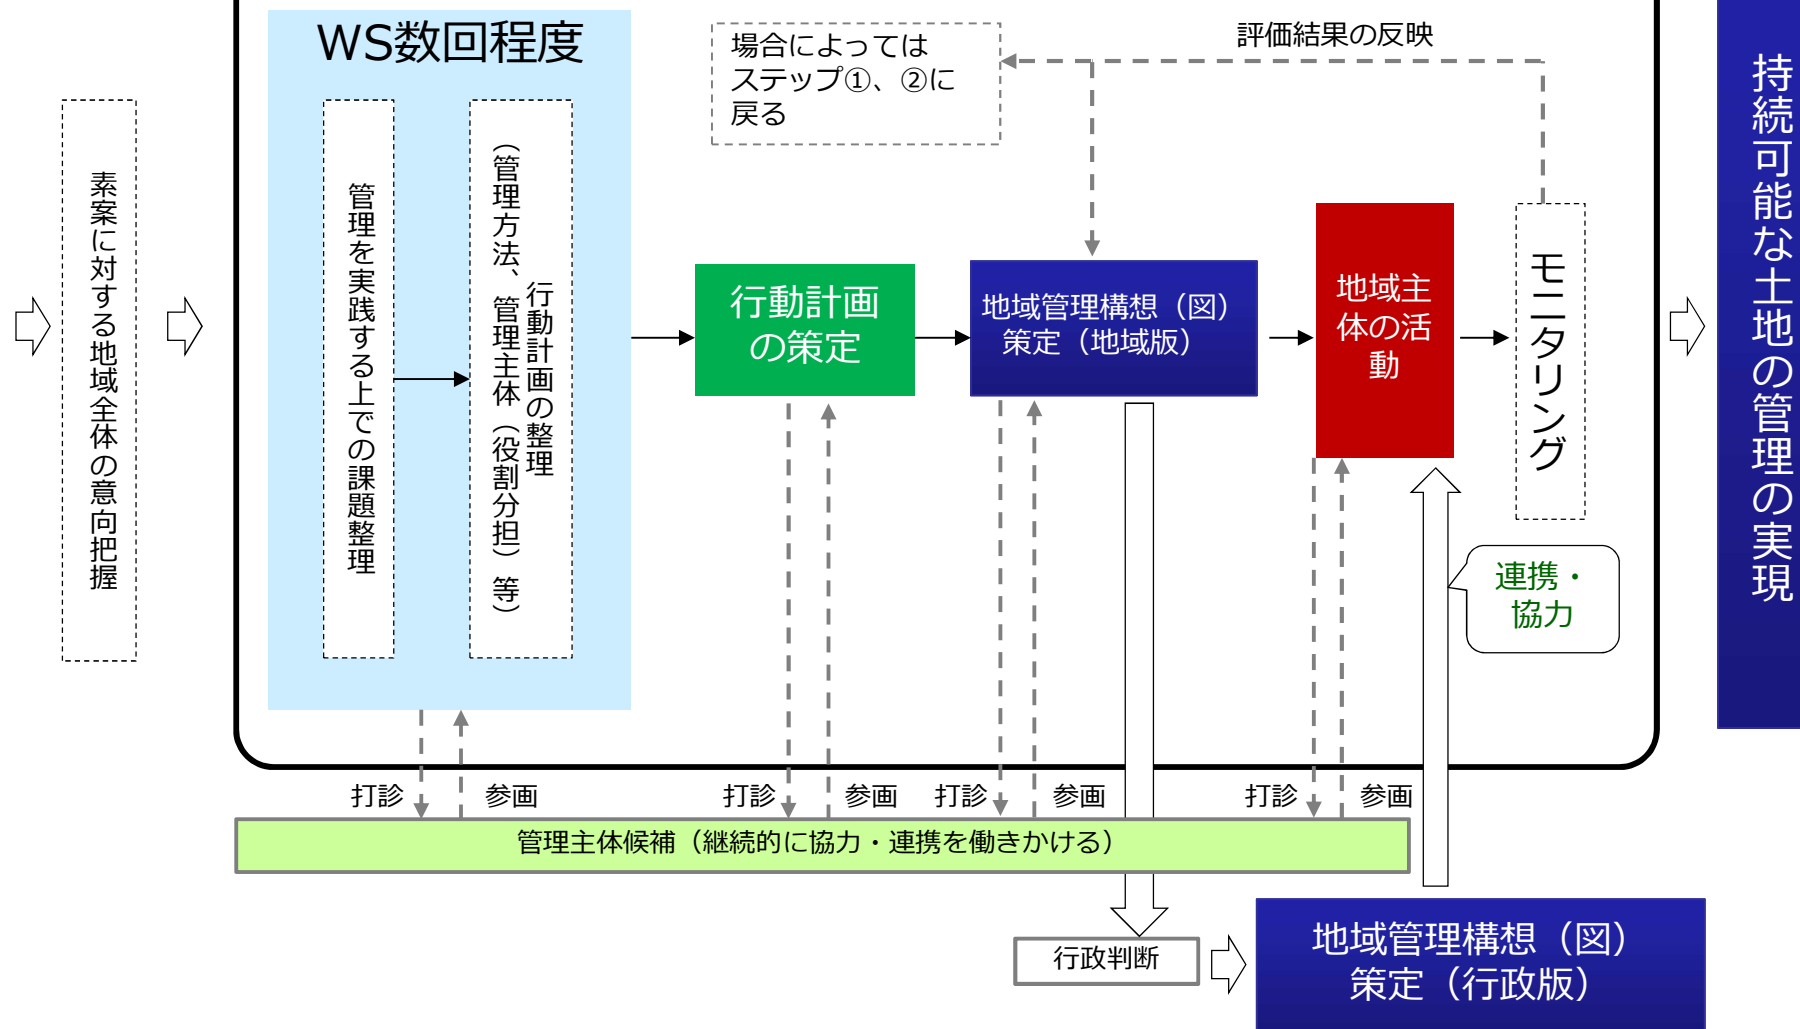 素案に対する地域全体の意向把握
WS数回程度
管理を実践する上での課題整理
行動計画の整理
（管理方法、管理主体（役割分担）等）
場合によっては
ステップ①、②に
戻る
評価結果の反映
行動計画
の策定
地域管理構想（図）
策定（地域版）
地域主
体の活
動
モニタリング
連携・
協力
持続可能な土地の管理の実現
打診
参画
打診
参画
打診
参画
打診
参画
管理主体候補（継続的に協力・連携を働きかける）
行政判断
地域管理構想（図）
策定（行政版）